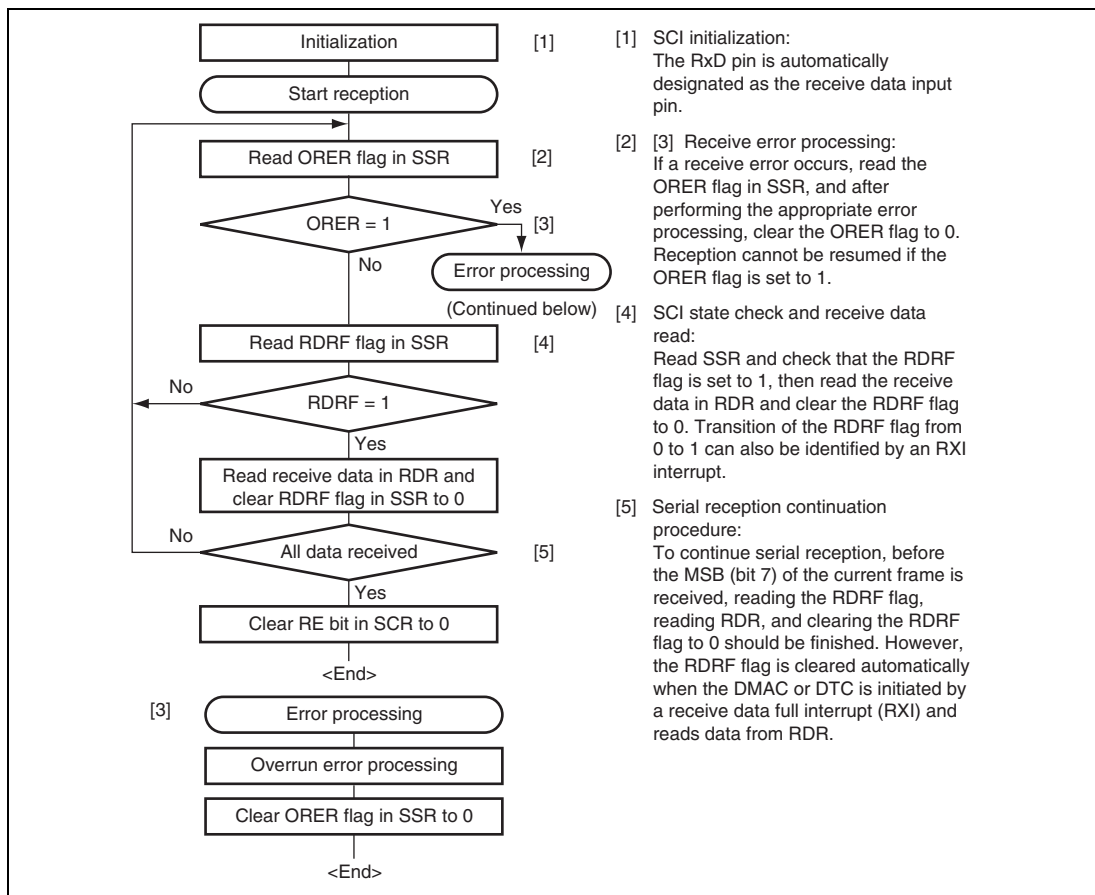 Initialization
[1]
Start reception
Read ORER flag in SSR
[2]
ORER = 1
Yes
[3]
No
Error processing
(Continued below)
Read RDRF flag in SSR
[4]
No
RDRF = 1
Yes
Read receive data in RDR and
clear RDRF flag in SSR to 0
No
All data received
[5]
Yes
Clear RE bit in SCR to 0
<End>
[3]
Error processing
Overrun error processing
Clear ORER flag in SSR to 0
<End>
[1] SCI initialization:
The RxD pin is automatically
designated as the receive data input
pin.
[2] [3] Receive error processing:
If a receive error occurs, read the
ORER flag in SSR, and after
performing the appropriate error
processing, clear the ORER flag to 0.
Reception cannot be resumed if the
ORER flag is set to 1.
[4] SCI state check and receive data
read:
Read SSR and check that the RDRF
flag is set to 1, then read the receive
data in RDR and clear the RDRF flag
to 0. Transition of the RDRF flag from
0 to 1 can also be identified by an RXI
interrupt.
[5] Serial reception continuation
procedure:
To continue serial reception, before
the MSB (bit 7) of the current frame is
received, reading the RDRF flag,
reading RDR, and clearing the RDRF
flag to 0 should be finished. However,
the RDRF flag is cleared automatically
when the DMAC or DTC is initiated by
a receive data full interrupt (RXI) and
reads data from RDR.